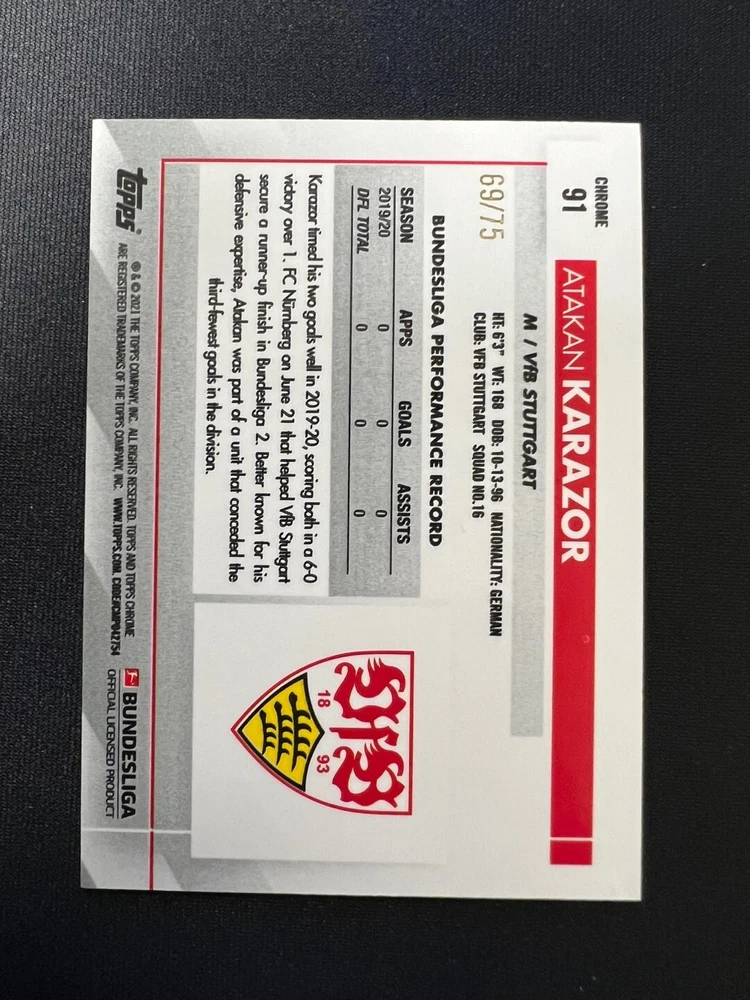 CHROME
91
ATAKAN KARAZOR
M / VfB STUTTGART
HT: 6'3" WT: 168 DOB: 10-13-96 NATIONALITY: GERMAN
CLUB: VFB STUTTGART SQUAD NO.16
69/75
BUNDESLIGA PERFORMANCE RECORD
SEASON APPS GOALS ASSISTS
2019/20 0 0 0
DFL TOTAL 0 0 0
Karazor timed his two goals well in 2019-20, scoring both in a 6-0
victory over 1. FC Nürnberg on June 21 that helped VfB Stuttgart
secure a runner-up finish in Bundesliga 2. Better known for his
defensive expertise, Atakan was part of a unit that conceded the
third-fewest goals in the division.
VfB
18 93
topps
® & © 2021 THE TOPPS COMPANY, INC. ALL RIGHTS RESERVED. TOPPS AND TOPPS CHROME
ARE REGISTERED TRADEMARKS OF THE TOPPS COMPANY, INC. WWW.TOPPS.COM. CODE#CMP042754
BUNDESLIGA
OFFICIAL LICENSED PRODUCT